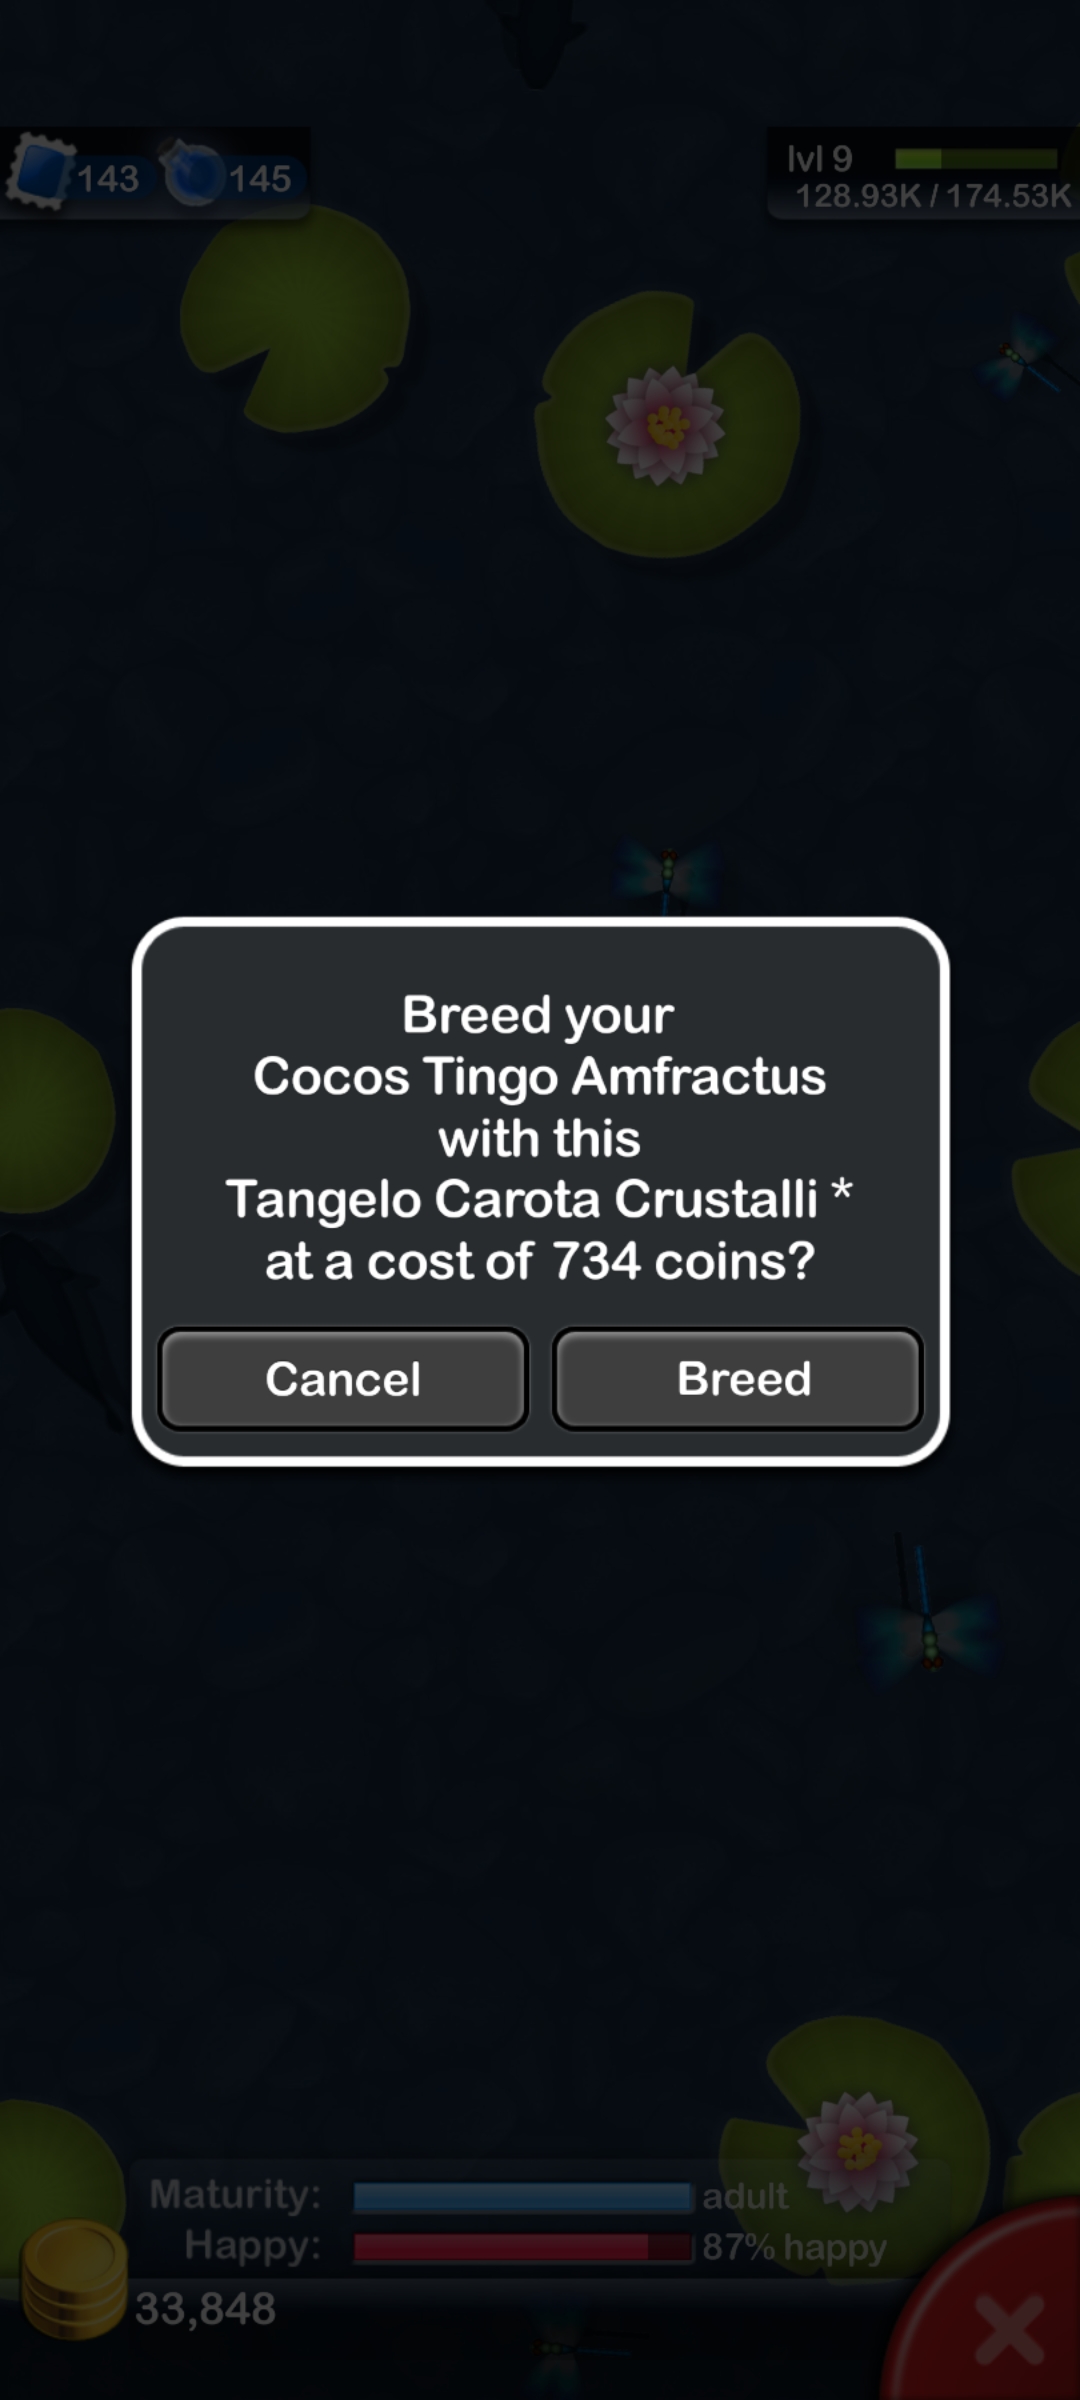 143
145
lvl 9
128.93K / 174.53K
Breed your
Cocos Tingo Amfractus
with this
Tangelo Carota Crustalli *
at a cost of 734 coins?
Cancel
Breed
Maturity:
adult
Happy:
87% happy
33,848